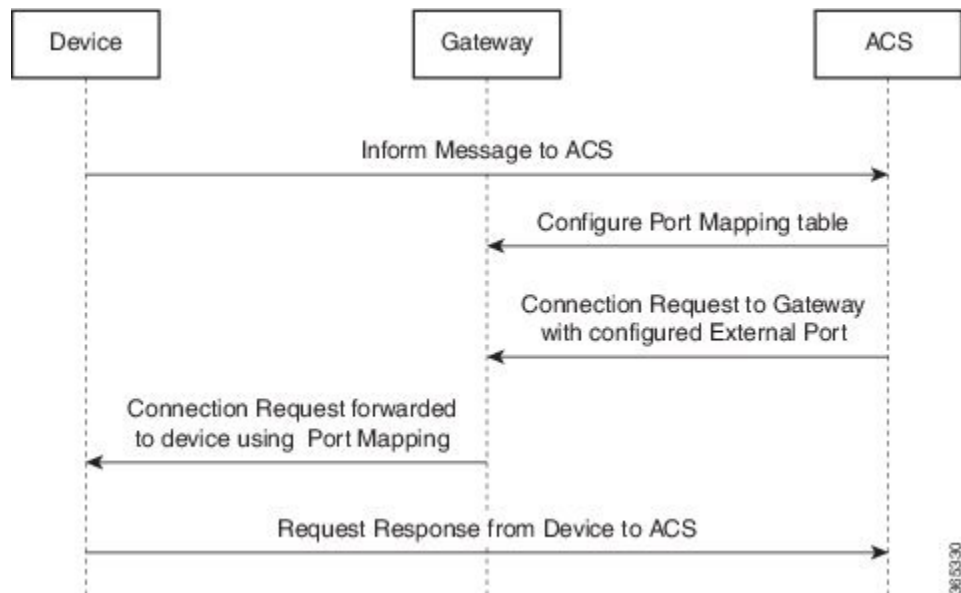 Device
Gateway
ACS
Inform Message to ACS
Configure Port Mapping table
Connection Request to Gateway
with configured External Port
Connection Request forwarded
to device using Port Mapping
Request Response from Device to ACS
365330